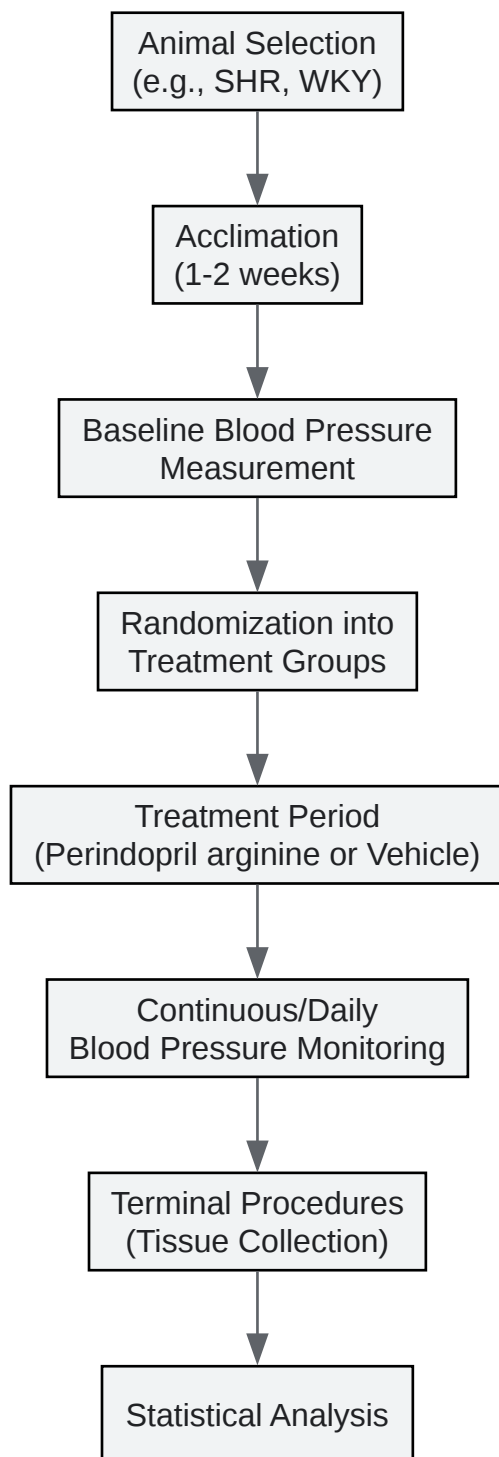 Animal Selection
(e.g., SHR, WKY)
Acclimation
(1-2 weeks)
Baseline Blood Pressure
Measurement
Randomization into
Treatment Groups
Treatment Period
(Perindopril arginine or Vehicle)
Continuous/Daily
Blood Pressure Monitoring
Terminal Procedures
(Tissue Collection)
Statistical Analysis